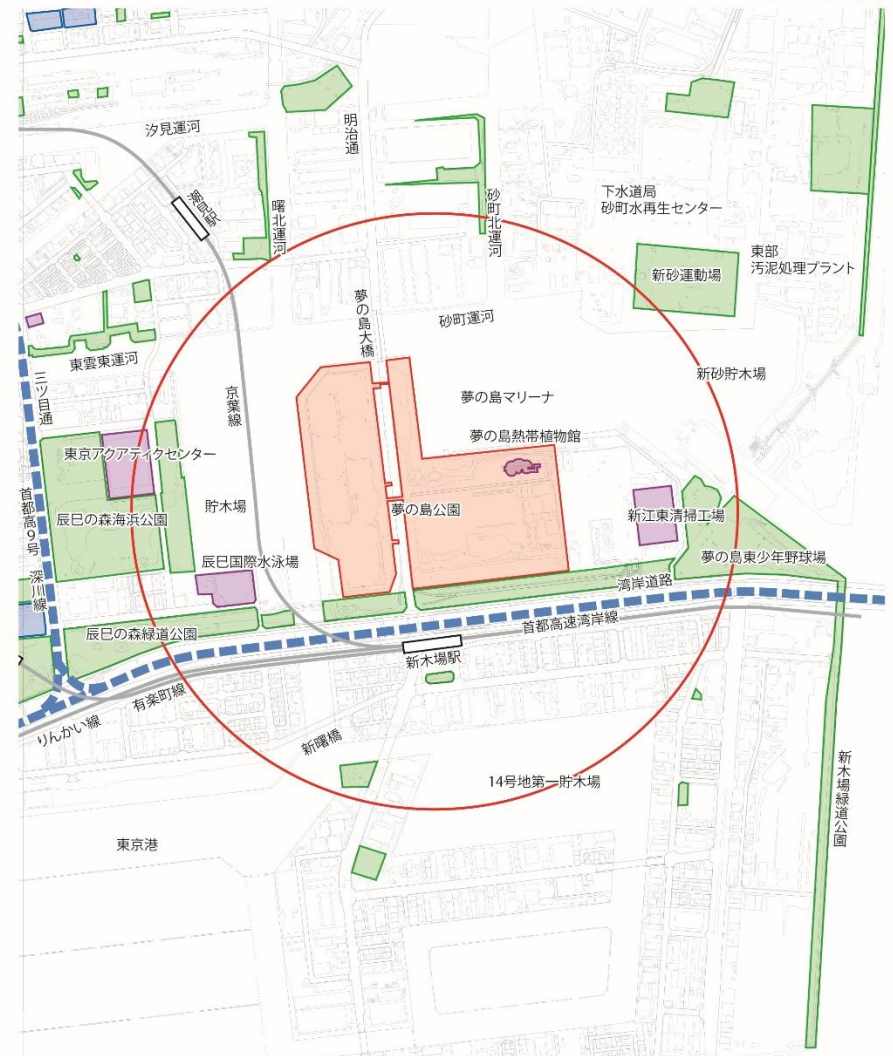 汐見運河
明治通
潮見駅
曙北運河
砂町北運河
下水道局
砂町水再生センター
東部
汚泥処理プラント
新砂運動場
夢の島大橋
砂町運河
東雲東運河
三ツ目通
京葉線
新砂貯木場
夢の島マリーナ
夢の島熱帯植物館
東京アクアティクセンター
貯木場
夢の島公園
新江東清掃工場
辰巳の森海浜公園
首都高9号 深川線
辰巳国際水泳場
夢の島東少年野球場
湾岸道路
首都高速湾岸線
辰巳の森緑道公園
新木場駅
有楽町線
りんかい線
新曙橋
14号地第一貯木場
新木場緑道公園
東京港